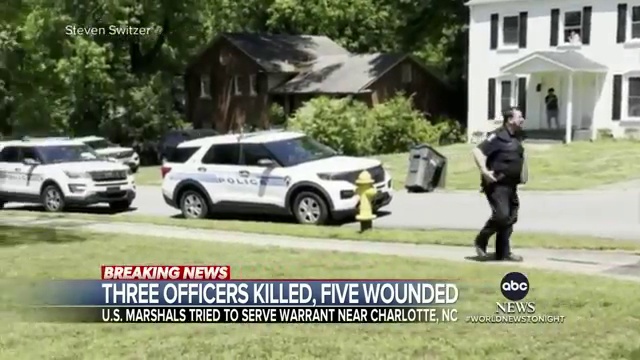 Steven Switzer
POLICE
BREAKING NEWS
THREE OFFICERS KILLED, FIVE WOUNDED
U.S. MARSHALS TRIED TO SERVE WARRANT NEAR CHARLOTTE, NC
abc
NEWS
#WORLDNEWSTONIGHT